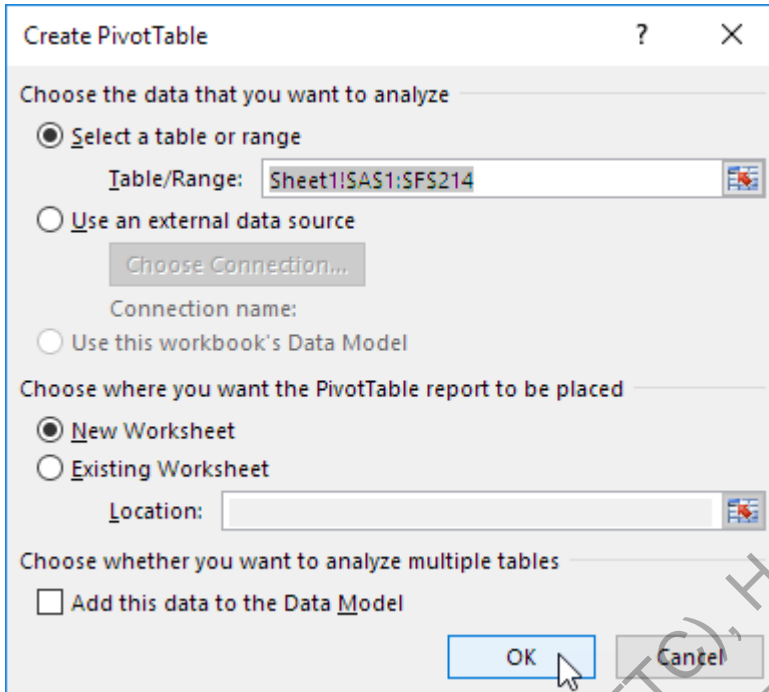 Create PivotTable ? ×
Choose the data that you want to analyze
Select a table or range
Table/Range: Sheet1!$A$1:$F$214
Use an external data source
Choose Connection...
Connection name:
Use this workbook's Data Model
Choose where you want the PivotTable report to be placed
New Worksheet
Existing Worksheet
Location:
Choose whether you want to analyze multiple tables
Add this data to the Data Model
OK Cancel
TC), H